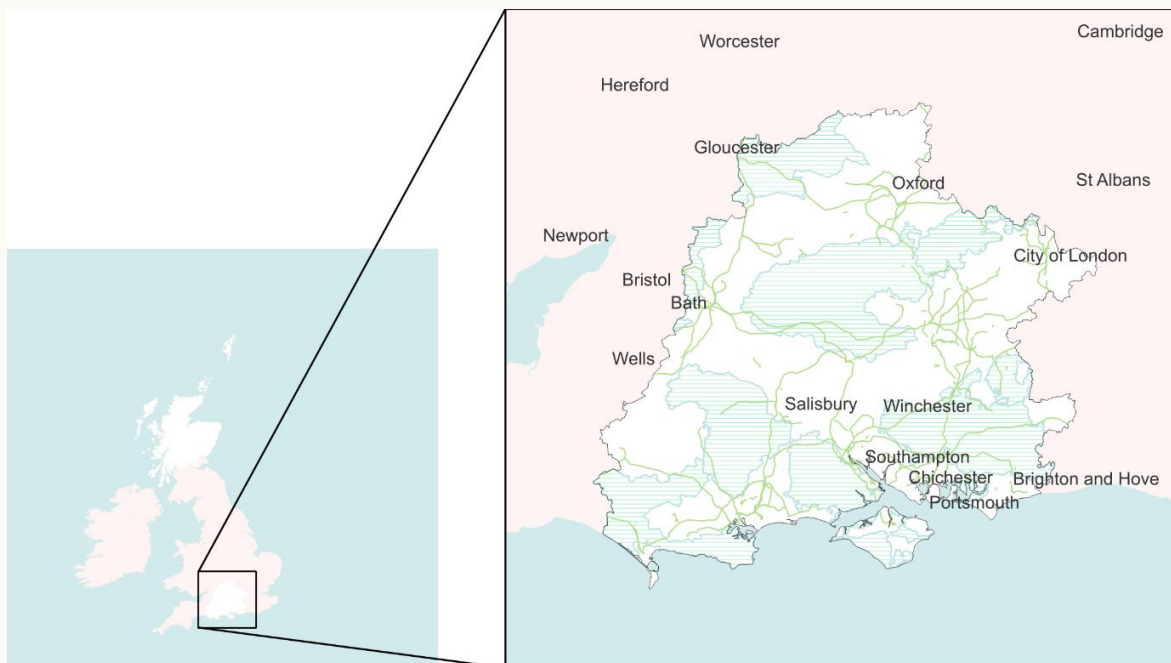 Cambridge
Worcester
Hereford
Gloucester
Oxford
St Albans
Newport
City of London
Bristol
Bath
Wells
Salisbury
Winchester
Southampton
Chichester
Brighton and Hove
Portsmouth